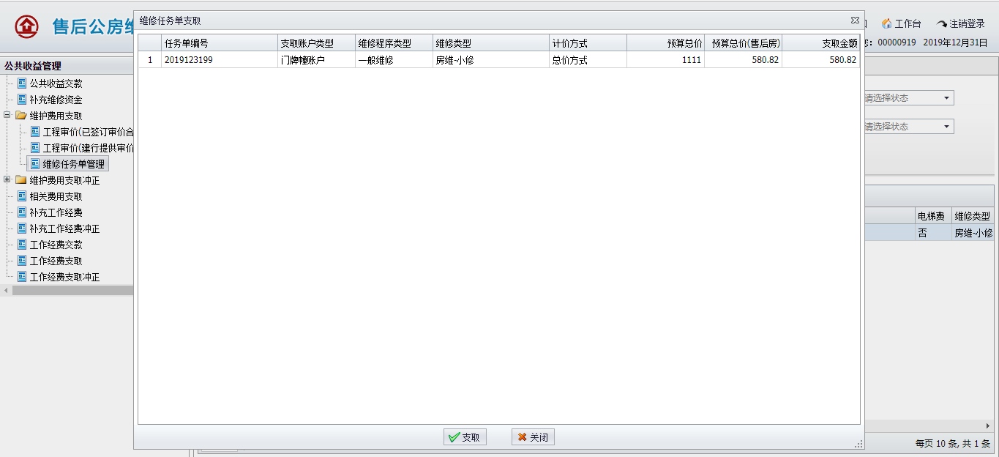 售后公房维
工作台
注销登录
00000919 2019年12月31日
公共收益管理
公共收益交款
补充维修资金
维护费用支取
工程审价(已签订审价合
工程审价(建行提供审价
维修任务单管理
维护费用支取冲正
相关费用支取
补充工作经费
补充工作经费冲正
工作经费交款
工作经费支取
工作经费支取冲正
维修任务单支取
任务单编号 支取账户类型 维修程序类型 维修类型 计价方式 预算总价 预算总价(售后房) 支取金额
1 2019123199 门牌幢账户 一般维修 房维-小修 总价方式 1111 580.82 580.82
支取 关闭
请选择状态
请选择状态
电梯费 维修类型
否 房维-小修
每页 10 条, 共 1 条